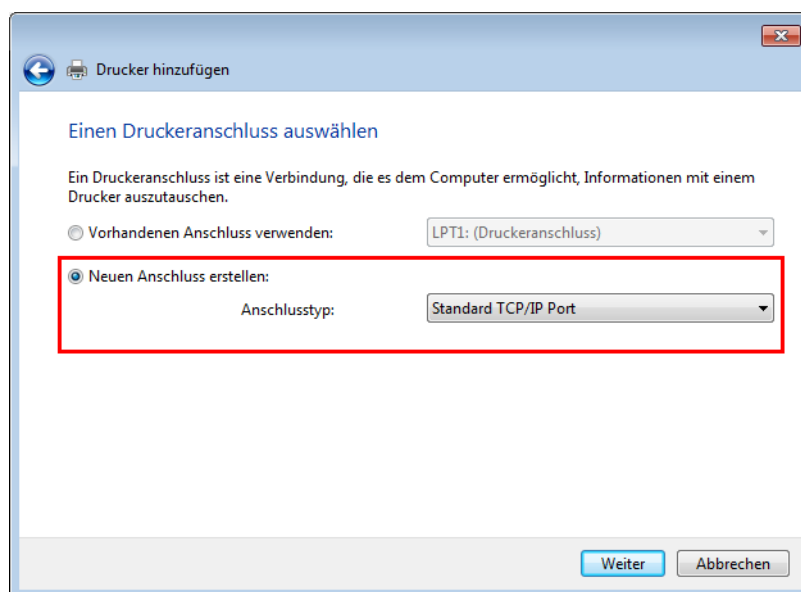 Drucker hinzufügen
Einen Druckeranschluss auswählen
Ein Druckeranschluss ist eine Verbindung, die es dem Computer ermöglicht, Informationen mit einem
Drucker auszutauschen.
Vorhandenen Anschluss verwenden: LPT1: (Druckeranschluss)
Neuen Anschluss erstellen:
Anschlusstyp: Standard TCP/IP Port
Weiter Abbrechen